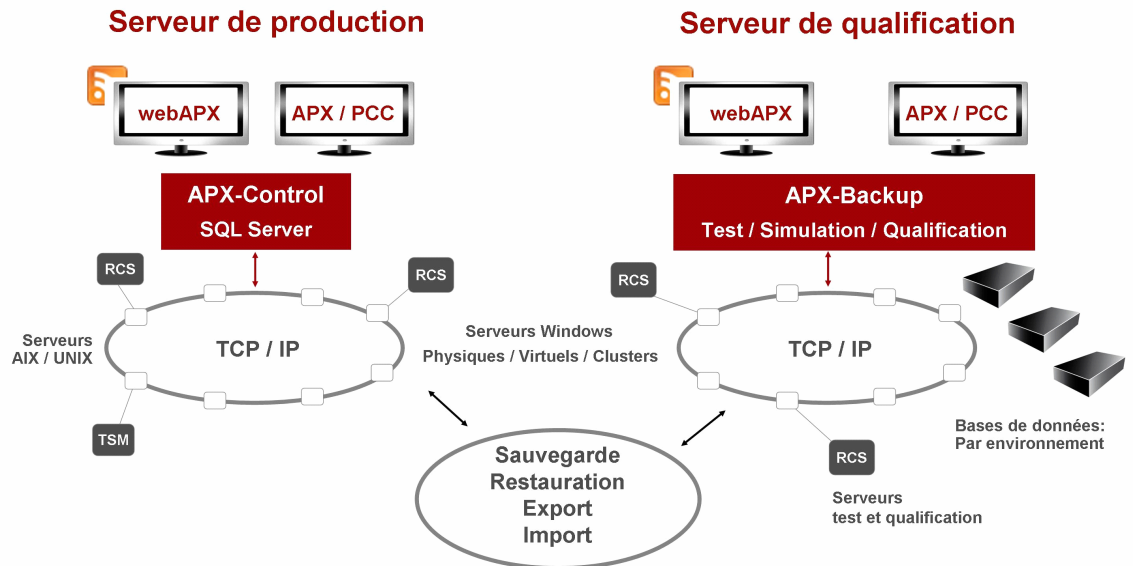 Serveur de production
Serveur de qualification
webAPX
APX / PCC
webAPX
APX / PCC
APX-Control
SQL Server
APX-Backup
Test / Simulation / Qualification
RCS
RCS
RCS
Serveurs
AIX / UNIX
TCP / IP
Serveurs Windows
Physiques / Virtuels / Clusters
TCP / IP
TSM
RCS
Bases de données:
Par environnement
Sauvegarde
Restauration
Export
Import
Serveurs
test et qualification